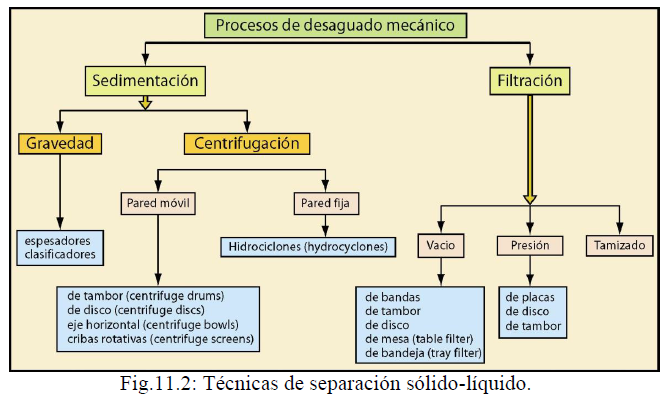 Procesos de desaguado mecánico
Sedimentación
Filtración
Gravedad
Centrifugación
Pared móvil
Pared fija
espesadores
clasificadores
Hidrociclones (hydrocyclones)
Vacio
Presión
Tamizado
de tambor (centrifuge drums)
de disco (centrifuge discs)
eje horizontal (centrifuge bowls)
cribas rotativas (centrifuge screens)
de bandas
de tambor
de disco
de mesa (table filter)
de bandeja (tray filter)
de placas
de disco
de tambor
Fig.11.2: Técnicas de separación sólido-líquido.